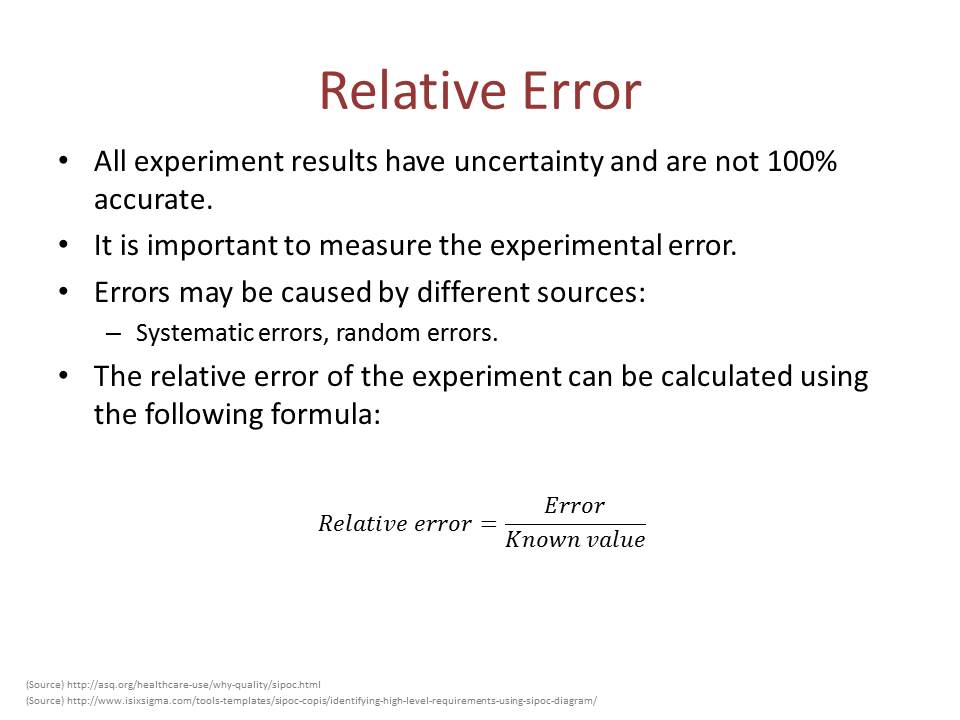 Relative Error
• All experiment results have uncertainty and are not 100%
accurate.
• It is important to measure the experimental error.
• Errors may be caused by different sources:
– Systematic errors, random errors.
• The relative error of the experiment can be calculated using
the following formula:
Relative error = Error / Known value
(Source) http://asq.org/healthcare-use/why-quality/sipoc.html
(Source) http://www.isixsigma.com/tools-templates/sipoc-copis/identifying-high-level-requirements-using-sipoc-diagram/